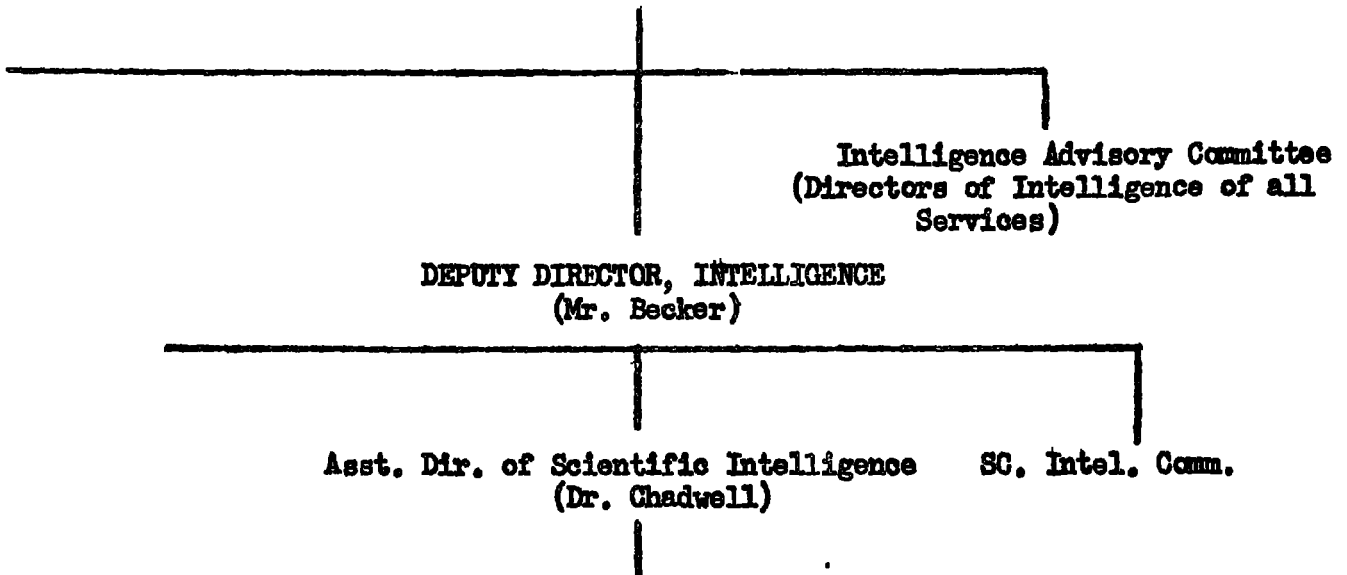 Intelligence Advisory Committee
(Directors of Intelligence of all
Services)
DEPUTY DIRECTOR, INTELLIGENCE
(Mr. Becker)
Asst. Dir. of Scientific Intelligence SC. Intel. Comm.
(Dr. Chadwell)